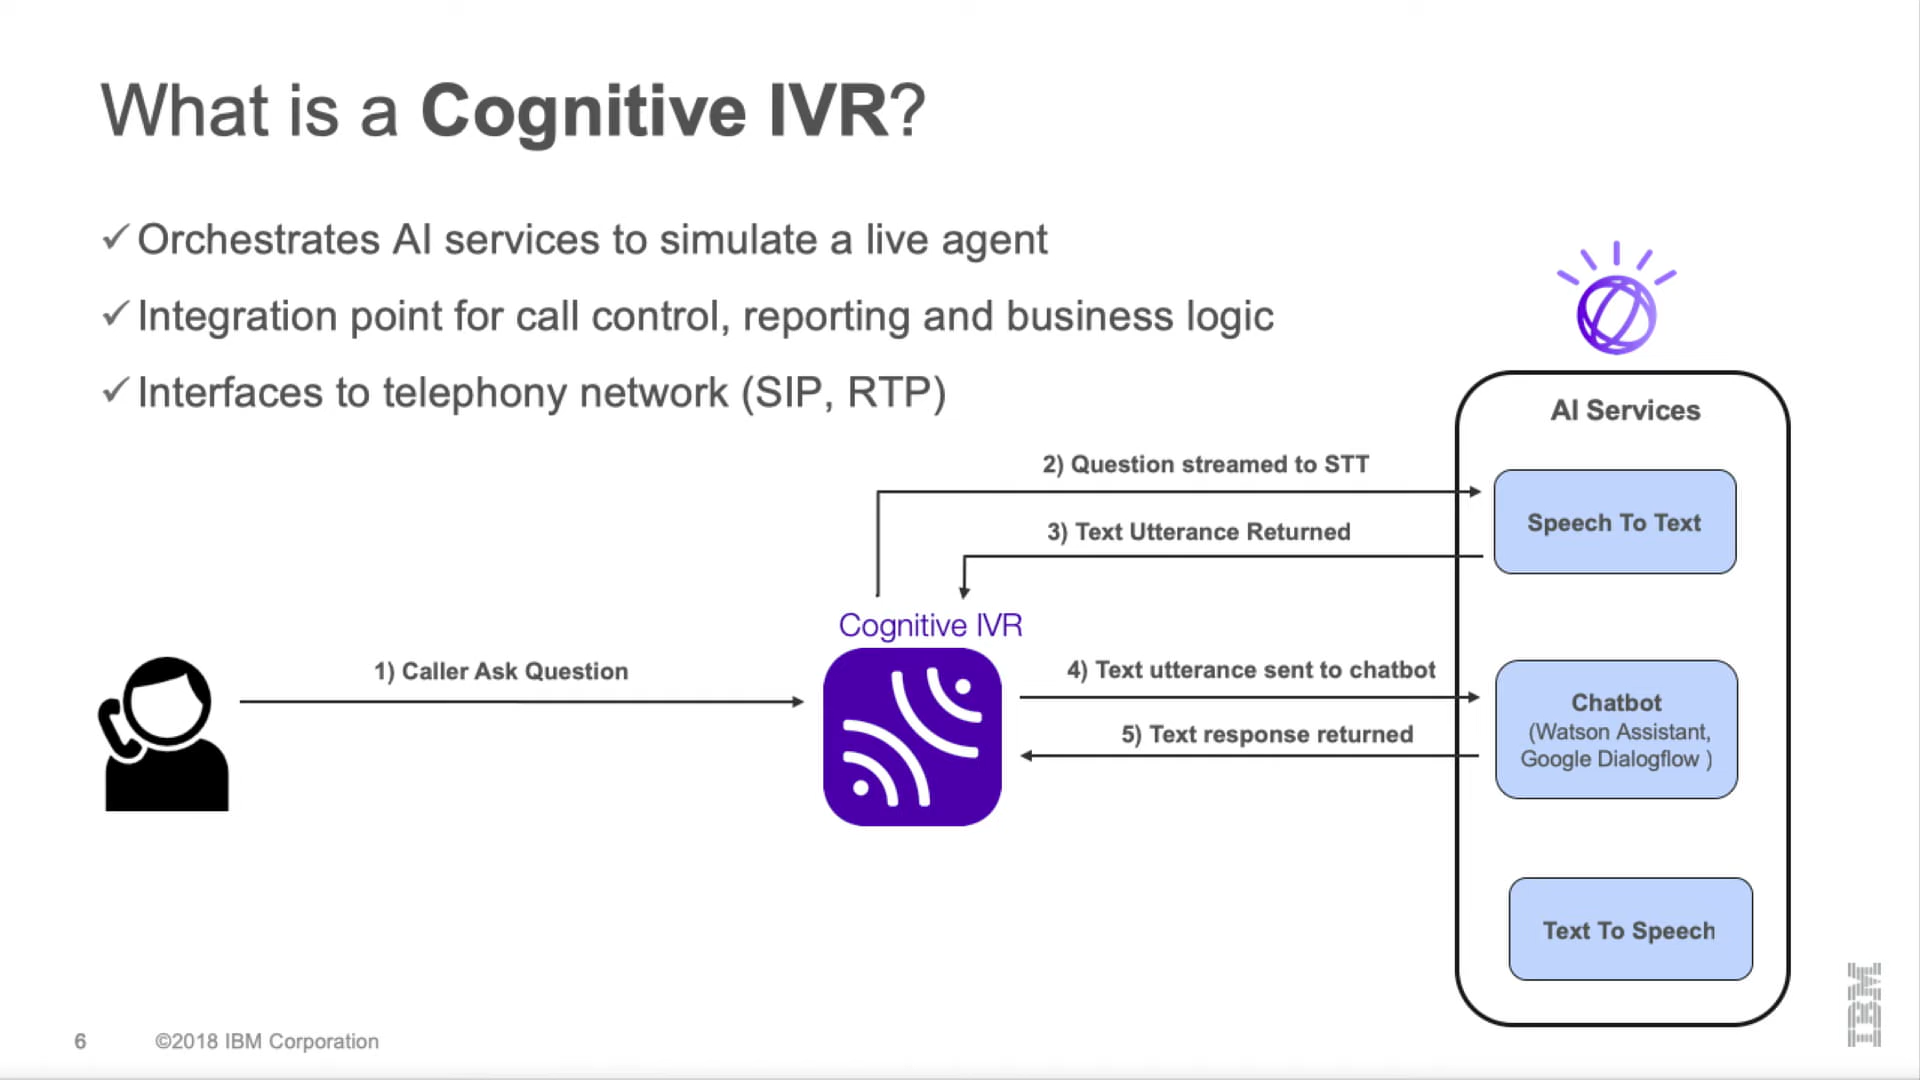 What is a Cognitive IVR?
✓ Orchestrates AI services to simulate a live agent
✓ Integration point for call control, reporting and business logic
✓ Interfaces to telephony network (SIP, RTP)
AI Services
2) Question streamed to STT
Speech To Text
3) Text Utterance Returned
Cognitive IVR
1) Caller Ask Question
4) Text utterance sent to chatbot
Chatbot
(Watson Assistant,
Google Dialogflow )
5) Text response returned
Text To Speech
IBM
6
©2018 IBM Corporation